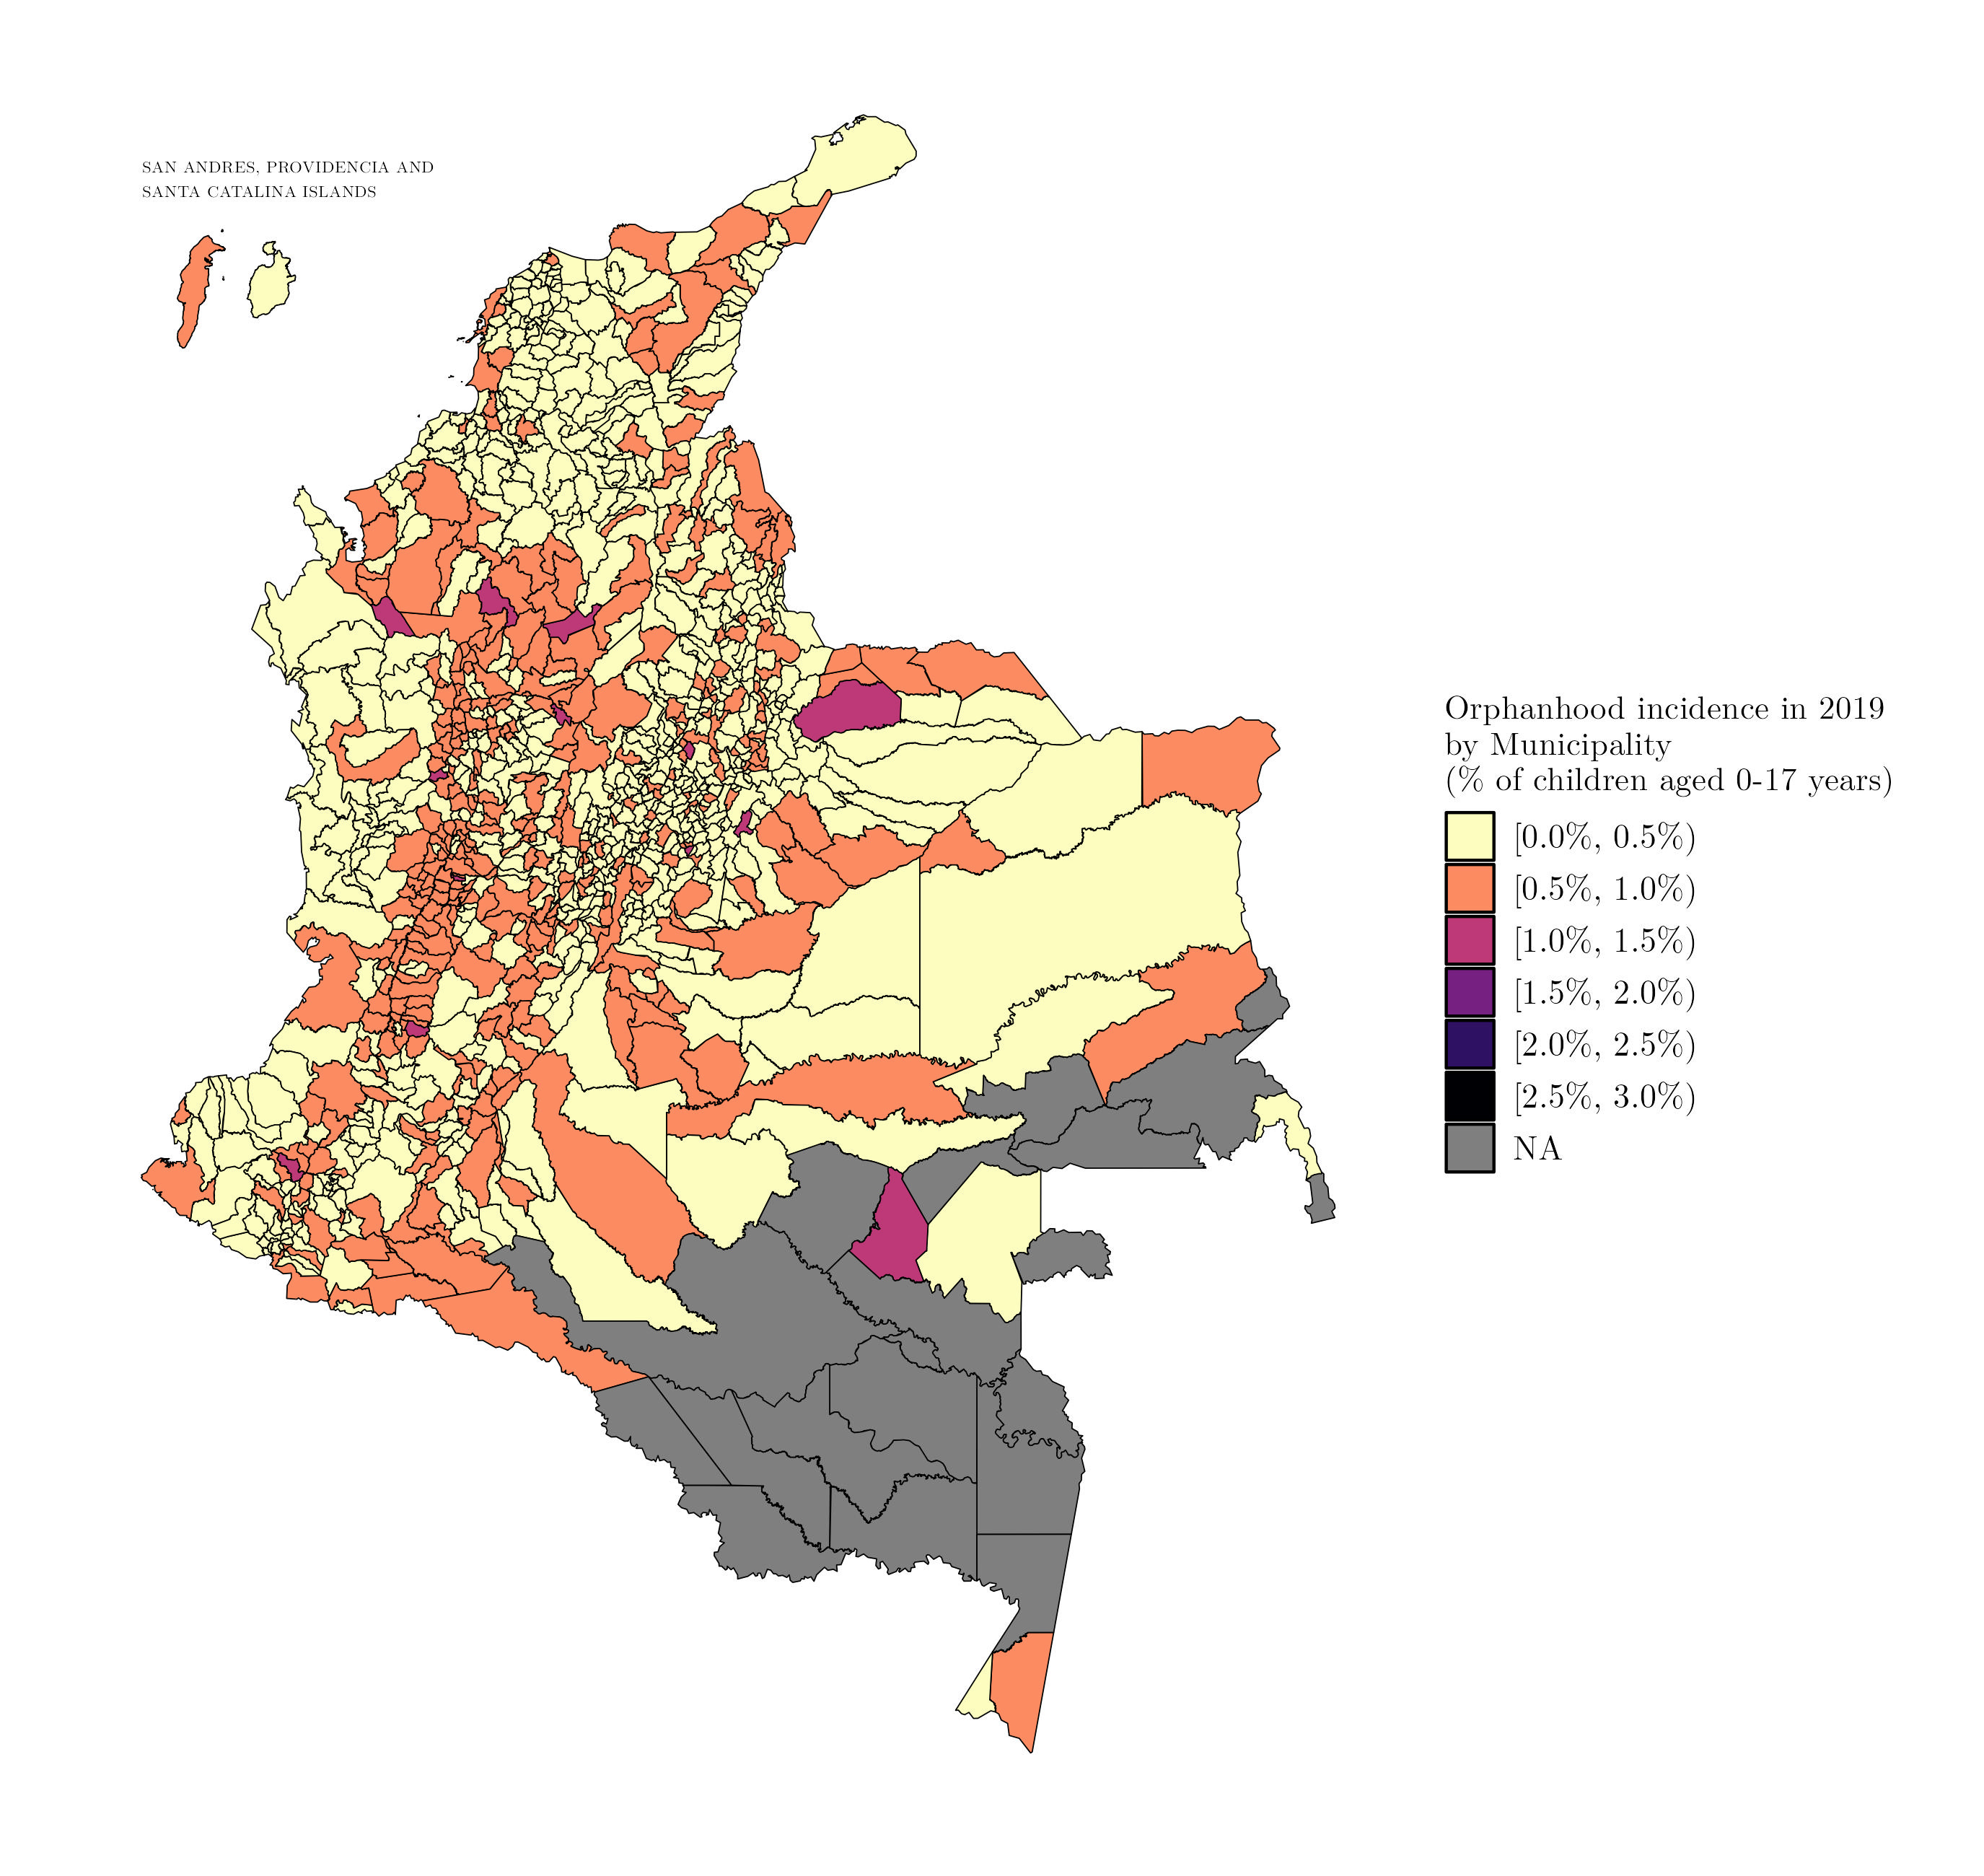 SAN ANDRES, PROVIDENCIA AND
SANTA CATALINA ISLANDS
Orphanhood incidence in 2019
by Municipality
(% of children aged 0-17 years)
[0.0%, 0.5%)
[0.5%, 1.0%)
[1.0%, 1.5%)
[1.5%, 2.0%)
[2.0%, 2.5%)
[2.5%, 3.0%)
NA